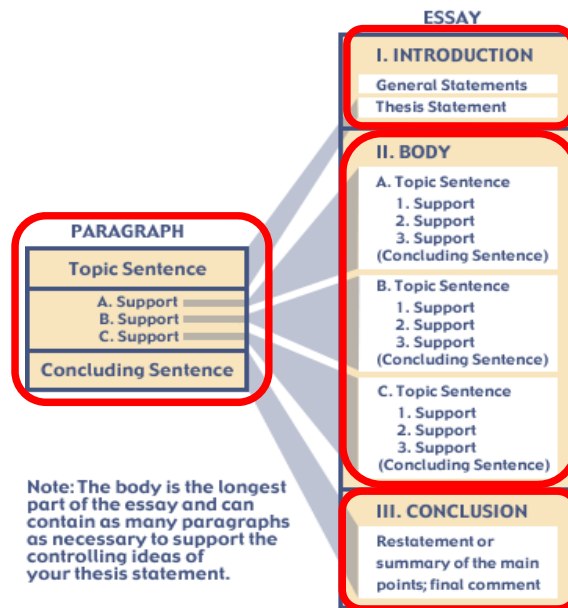 PARAGRAPH
Topic Sentence
A. Support
B. Support
C. Support
Concluding Sentence
Note: The body is the longest
part of the essay and can
contain as many paragraphs
as necessary to support the
controlling ideas of
your thesis statement.
ESSAY
I. INTRODUCTION
General Statements
Thesis Statement
II. BODY
A. Topic Sentence
1. Support
2. Support
3. Support
(Concluding Sentence)
B. Topic Sentence
1. Support
2. Support
3. Support
(Concluding Sentence)
C. Topic Sentence
1. Support
2. Support
3. Support
(Concluding Sentence)
III. CONCLUSION
Restatement or
summary of the main
points; final comment